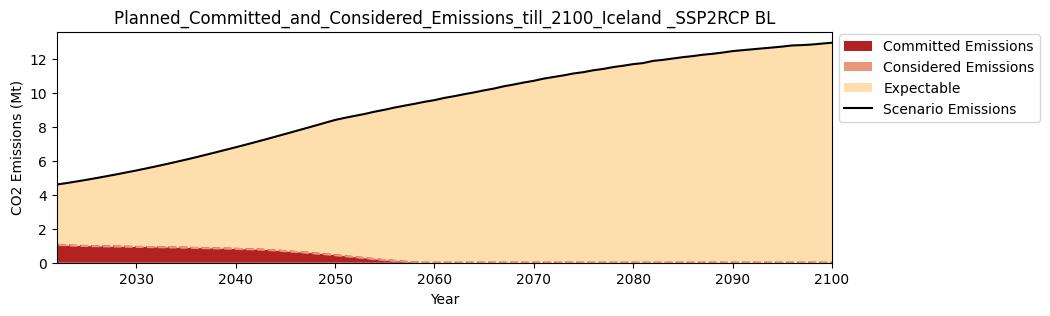 Planned_Committed_and_Considered_Emissions_till_2100_Iceland _SSP2RCP BL
CO2 Emissions (Mt)
12
10
8
6
4
2
0
2030 2040 2050 2060 2070 2080 2090 2100
Year
Committed Emissions
Considered Emissions
Expectable
Scenario Emissions